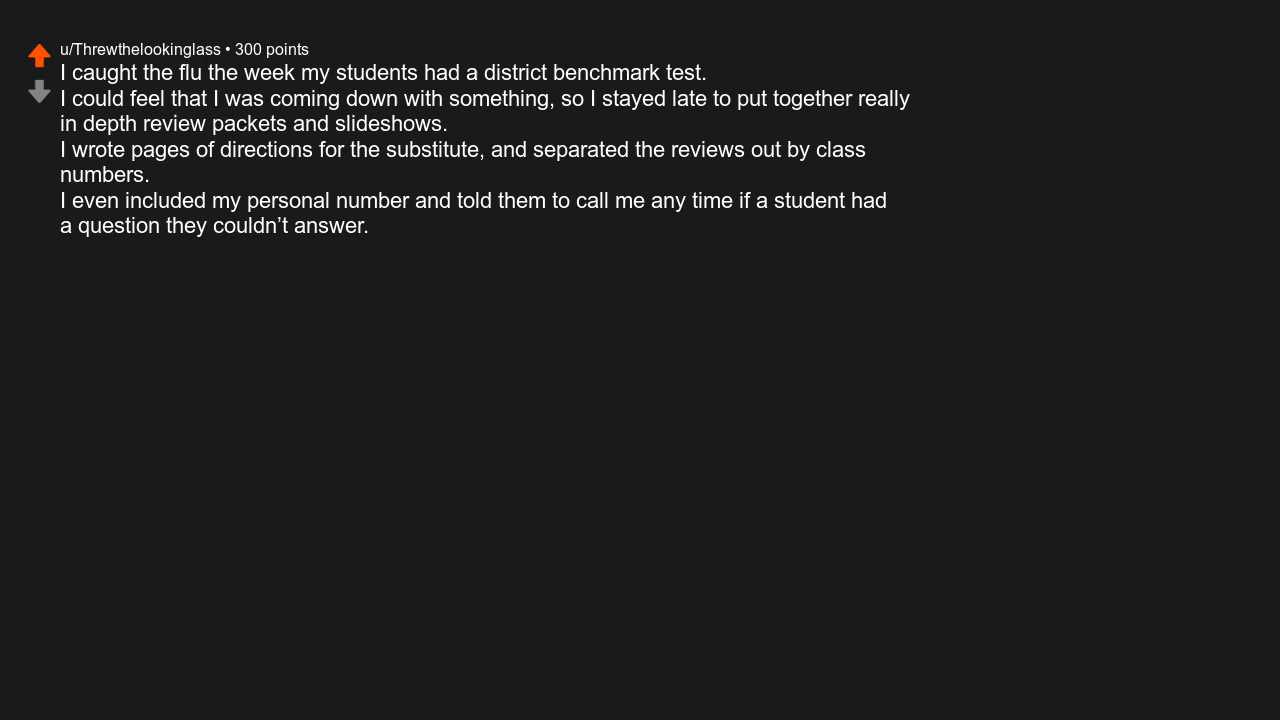 u/Threwthelookinglass • 300 points
I caught the flu the week my students had a district benchmark test.
I could feel that I was coming down with something, so I stayed late to put together really
in depth review packets and slideshows.
I wrote pages of directions for the substitute, and separated the reviews out by class
numbers.
I even included my personal number and told them to call me any time if a student had
a question they couldn’t answer.